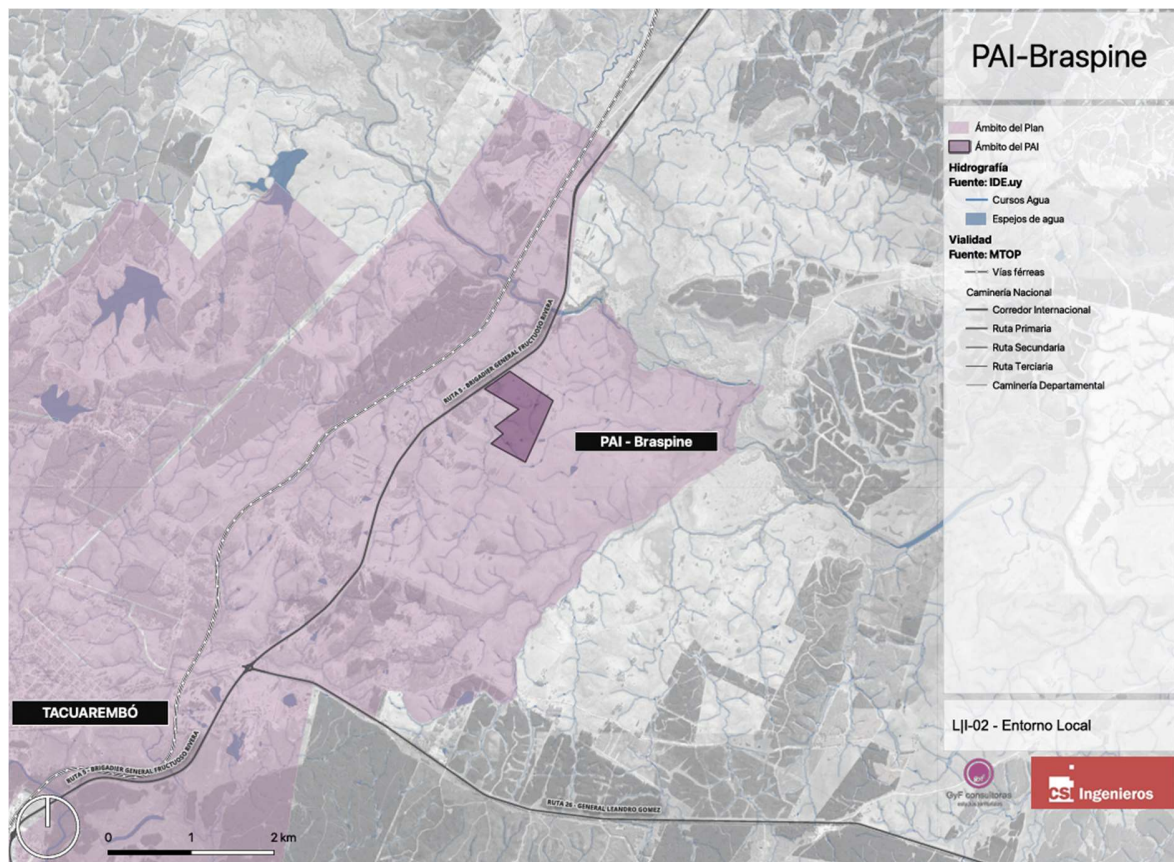 PAI-Braspine
Ámbito del Plan
Ámbito del PAI
Hidrografía
Fuente: IDE.uy
Cursos Agua
Espejos de agua
Vialidad
Fuente: MTOP
Vías férreas
Caminería Nacional
Corredor Internacional
Ruta Primaria
Ruta Secundaria
Ruta Terciaria
Caminería Departamental
RUTA 5 - BRIGADIER GENERAL FRUCTUOSO RIVERA
PAI - Braspine
TACUAREMBÓ
RUTA 5 - BRIGADIER GENERAL FRUCTUOSO RIVERA
RUTA 26 - GENERAL LEANDRO GOMEZ
0 1 2 km
L|I-02 - Entorno Local
GyF
GyF consultoras
CSI Ingenieros